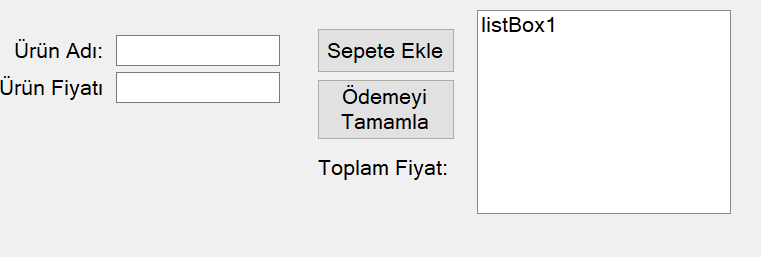 Ürün Adı:
Ürün Fiyatı
Sepete Ekle
Ödemeyi
Tamamla
Toplam Fiyat:
listBox1